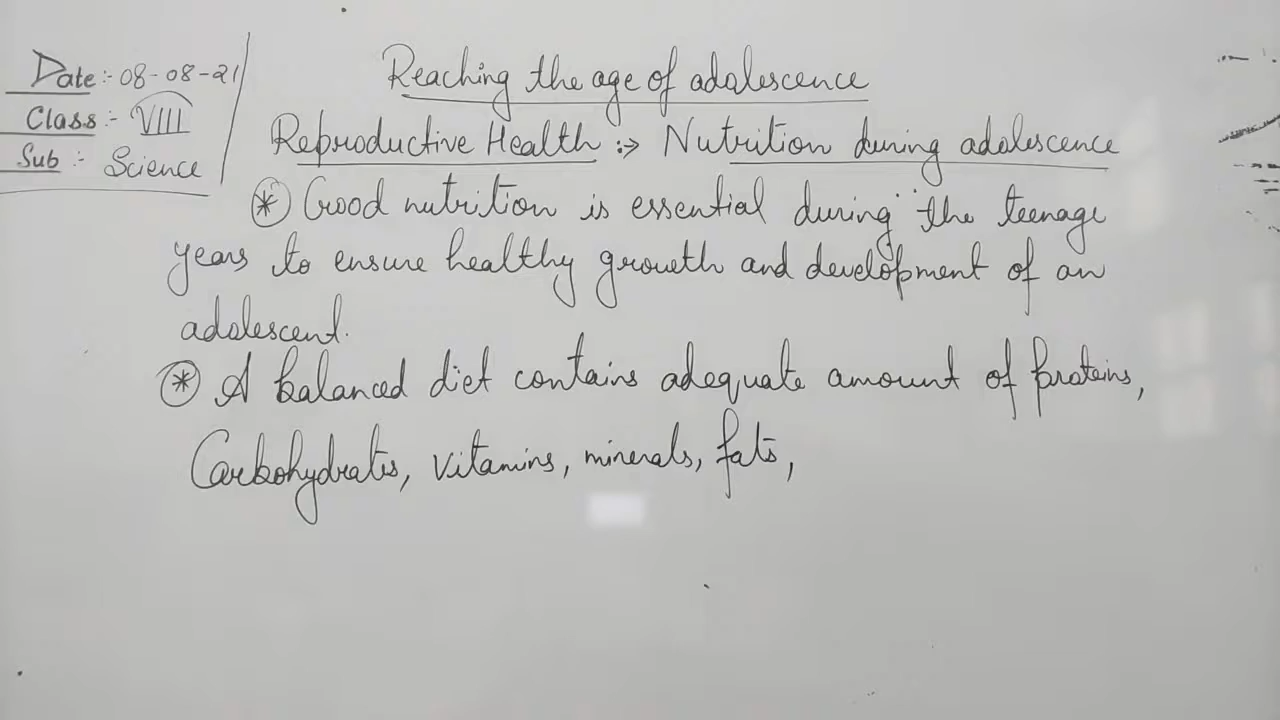 Date :- 08-08-21
Class :- VIII
Sub :- Science
Reaching the age of adolescence
Reproductive Health :-> Nutrition during adolescence
* Good nutrition is essential during the teenage
years to ensure healthy growth and development of an
adolescent.
* A balanced diet contains adequate amount of proteins,
Carbohydrates, vitamins, minerals, fats,